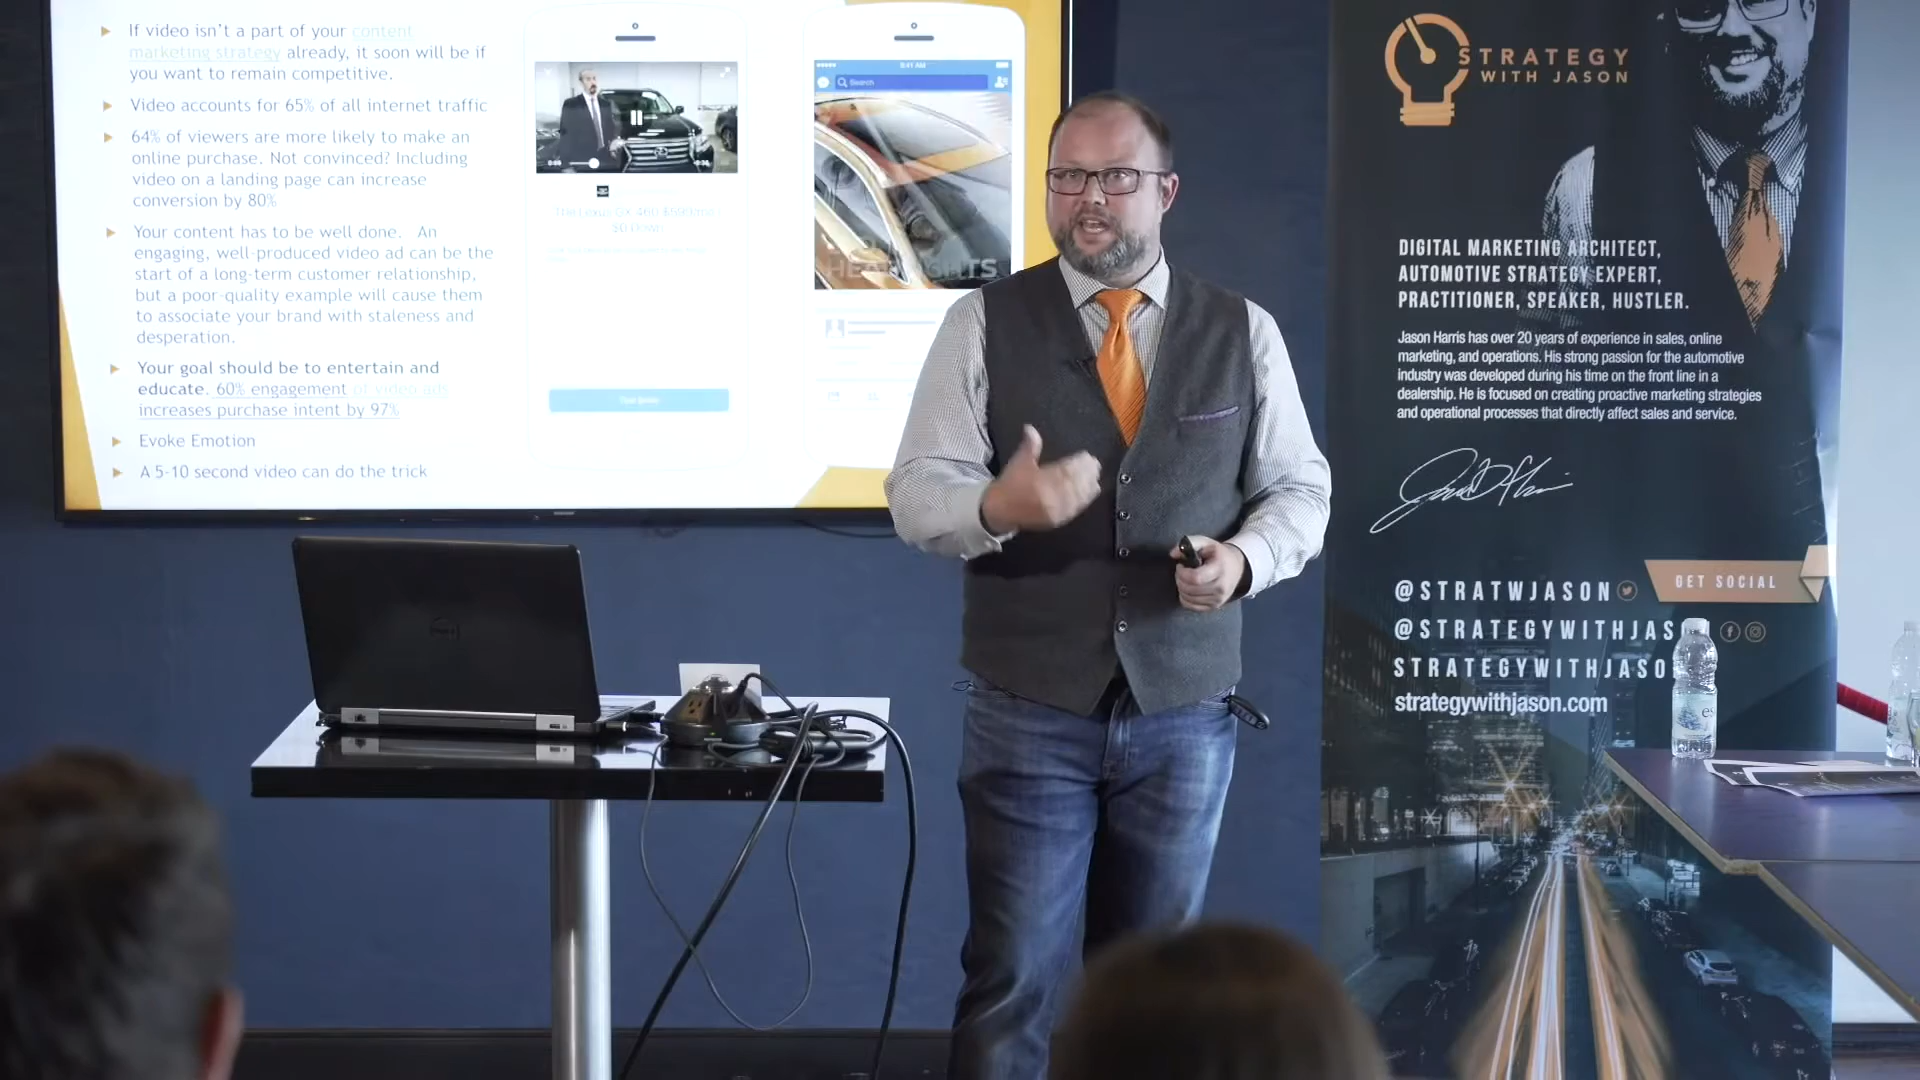 If video isn't a part of your content
marketing strategy already, it soon will be if
you want to remain competitive.
Video accounts for 65% of all internet traffic
64% of viewers are more likely to make an
online purchase. Not convinced? Including
video on a landing page can increase
conversion by 80%
Your content has to be well done. An
engaging, well-produced video ad can be the
start of a long-term customer relationship,
but a poor-quality example will cause them
to associate your brand with staleness and
desperation.
Your goal should be to entertain and
educate. 60% engagement of video ads
increases purchase intent by 97%
Evoke Emotion
A 5-10 second video can do the trick
9:41 AM
Search
STRATEGY
WITH JASON
DIGITAL MARKETING ARCHITECT,
AUTOMOTIVE STRATEGY EXPERT,
PRACTITIONER, SPEAKER, HUSTLER.
Jason Harris has over 20 years of experience in sales, online
marketing, and operations. His strong passion for the automotive
industry was developed during his time on the front line in a
dealership. He is focused on creating proactive marketing strategies
and operational processes that directly affect sales and service.
GET SOCIAL
@STRATWJASON
@STRATEGYWITHJAS
STRATEGYWITHJASO
strategywithjason.com